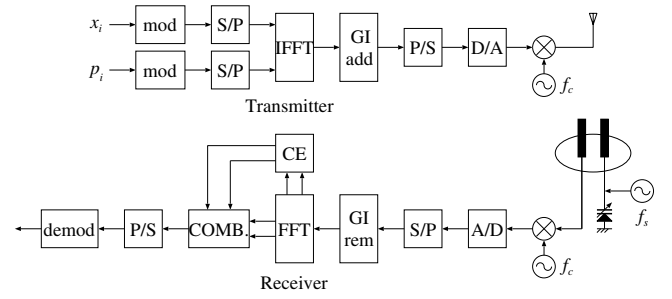 x_i mod S/P IFFT GI add P/S D/A
p_i mod S/P f_c
Transmitter
CE
demod P/S COMB. FFT GI rem S/P A/D f_s
f_c
Receiver